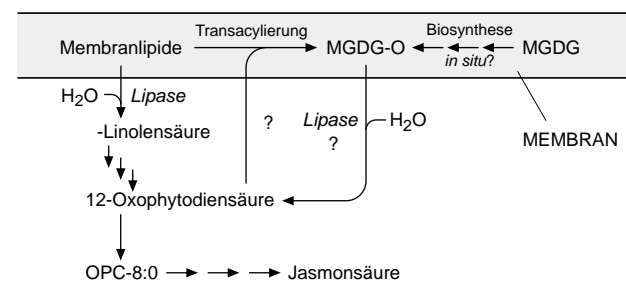 Transacylierung
Biosynthese
Membranlipide
MGDG-O
MGDG
in situ?
H2O
Lipase
-Linolensäure
?
Lipase
H2O
?
MEMBRAN
12-Oxophytodiensäure
OPC-8:0
Jasmonsäure